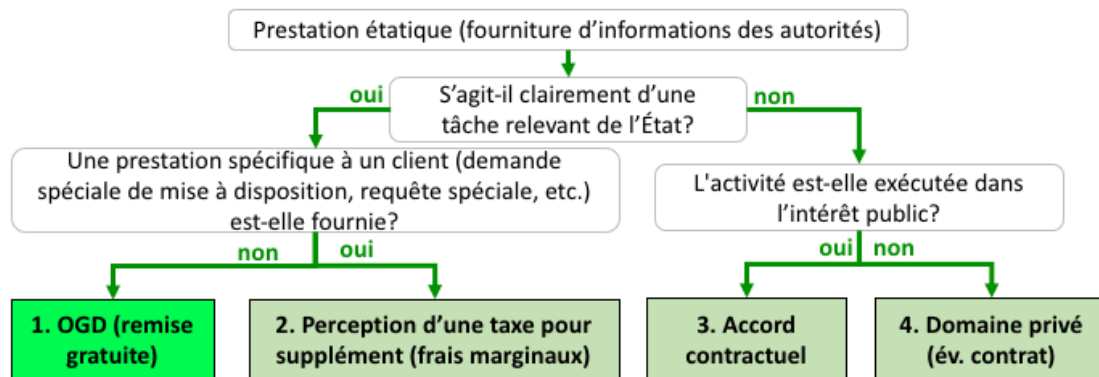 Prestation étatique (fourniture d’informations des autorités)
oui
S’agit-il clairement d’une
tâche relevant de l’État?
non
Une prestation spécifique à un client (demande
spéciale de mise à disposition, requête spéciale, etc.)
est-elle fournie?
L'activité est-elle exécutée dans
l’intérêt public?
non
oui
oui
non
1. OGD (remise
gratuite)
2. Perception d’une taxe pour
supplément (frais marginaux)
3. Accord
contractuel
4. Domaine privé
(év. contrat)